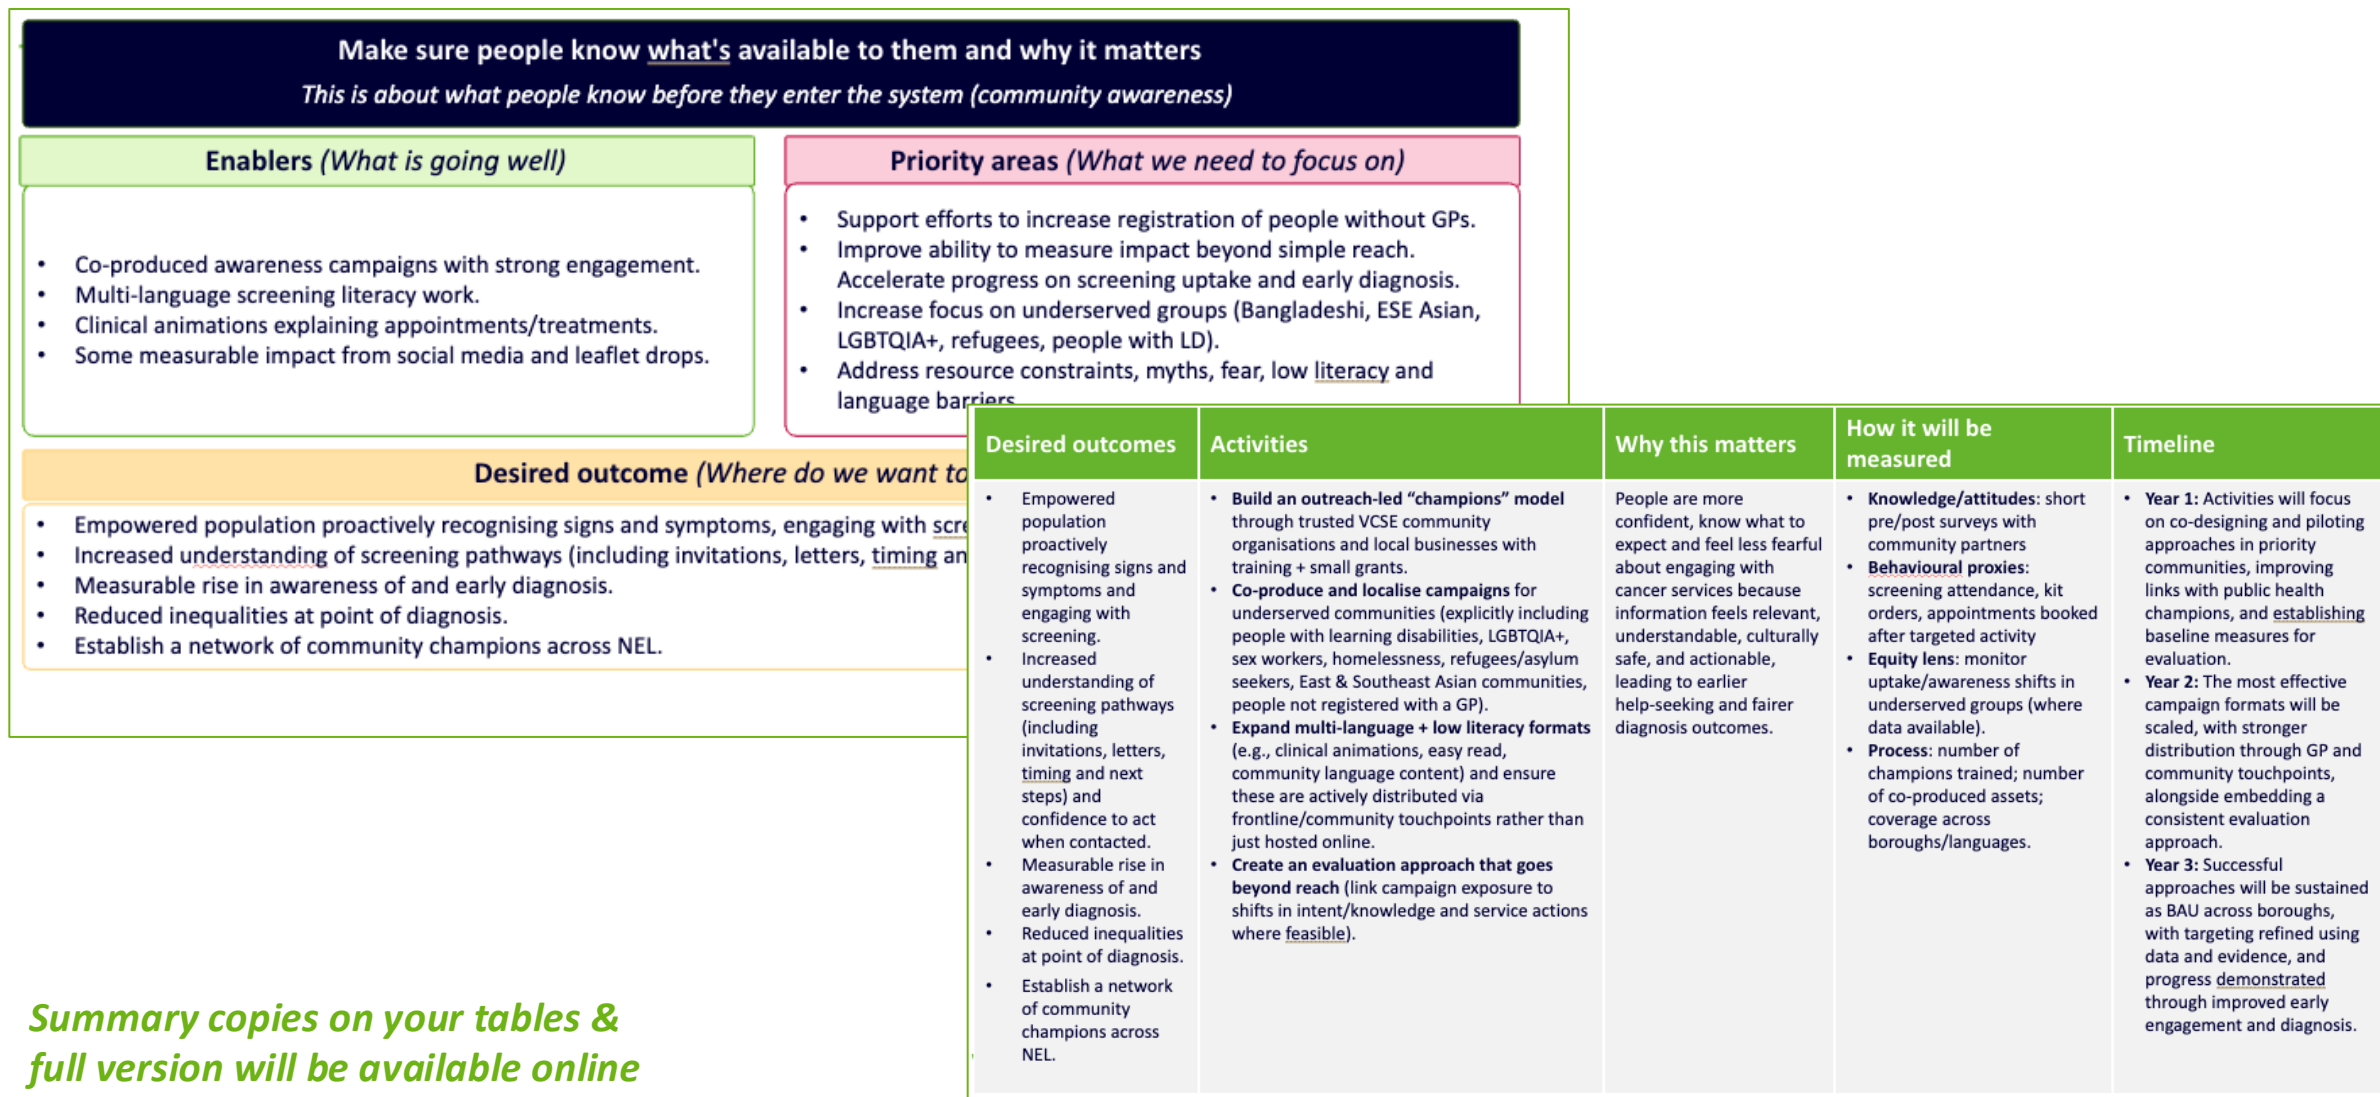 Make sure people know what's available to them and why it matters
This is about what people know before they enter the system (community awareness)
Enablers (What is going well)
• Co-produced awareness campaigns with strong engagement.
• Multi-language screening literacy work.
• Clinical animations explaining appointments/treatments.
• Some measurable impact from social media and leaflet drops.
Priority areas (What we need to focus on)
• Support efforts to increase registration of people without GPs.
• Improve ability to measure impact beyond simple reach.
Accelerate progress on screening uptake and early diagnosis.
• Increase focus on underserved groups (Bangladeshi, ESE Asian,
LGBTQIA+, refugees, people with LD).
• Address resource constraints, myths, fear, low literacy and
language barriers
Desired outcome (Where do we want to
• Empowered population proactively recognising signs and symptoms, engaging with
• Increased understanding of screening pathways (including invitations, letters, timing
• Measurable rise in awareness of and early diagnosis.
• Reduced inequalities at point of diagnosis.
• Establish a network of community champions across NEL.
Desired outcomes
• Empowered
population
proactively
recognising signs and
symptoms and
engaging with
screening.
• Increased
understanding of
screening pathways
(including
invitations, letters,
timing and next
steps) and
confidence to act
when contacted.
• Measurable rise in
awareness of and
early diagnosis.
• Reduced inequalities
at point of diagnosis.
• Establish a network
of community
champions across
NEL.
Activities
• Build an outreach-led “champions” model
through trusted VCSE community
organisations and local businesses with
training + small grants.
• Co-produce and localise campaigns for
underserved communities (explicitly including
people with learning disabilities, LGBTQIA+,
sex workers, homelessness, refugees/asylum
seekers, East & Southeast Asian communities,
people not registered with a GP).
• Expand multi-language + low literacy formats
(e.g., clinical animations, easy read,
community language content) and ensure
these are actively distributed via
frontline/community touchpoints rather than
just hosted online.
• Create an evaluation approach that goes
beyond reach (link campaign exposure to
shifts in intent/knowledge and service actions
where feasible).
Why this matters
People are more
confident, know what to
expect and feel less fearful
about engaging with
cancer services because
information feels relevant,
understandable, culturally
safe, and actionable,
leading to earlier
help-seeking and fairer
diagnosis outcomes.
How it will be
measured
• Knowledge/attitudes: short
pre/post surveys with
community partners
• Behavioural proxies:
screening attendance, kit
orders, appointments booked
after targeted activity
• Equity lens: monitor
uptake/awareness shifts in
underserved groups (where
data available).
• Process: number of
champions trained; number
of co-produced assets;
coverage across
boroughs/languages.
Timeline
• Year 1: Activities will focus
on co-designing and piloting
approaches in priority
communities, improving
links with public health
champions, and establishing
baseline measures for
evaluation.
• Year 2: The most effective
campaign formats will be
scaled, with stronger
distribution through GP and
community touchpoints,
alongside embedding a
consistent evaluation
approach.
• Year 3: Successful
approaches will be sustained
as BAU across boroughs,
with targeting refined using
data and evidence, and
progress demonstrated
through improved early
engagement and diagnosis.
Summary copies on your tables &
full version will be available online